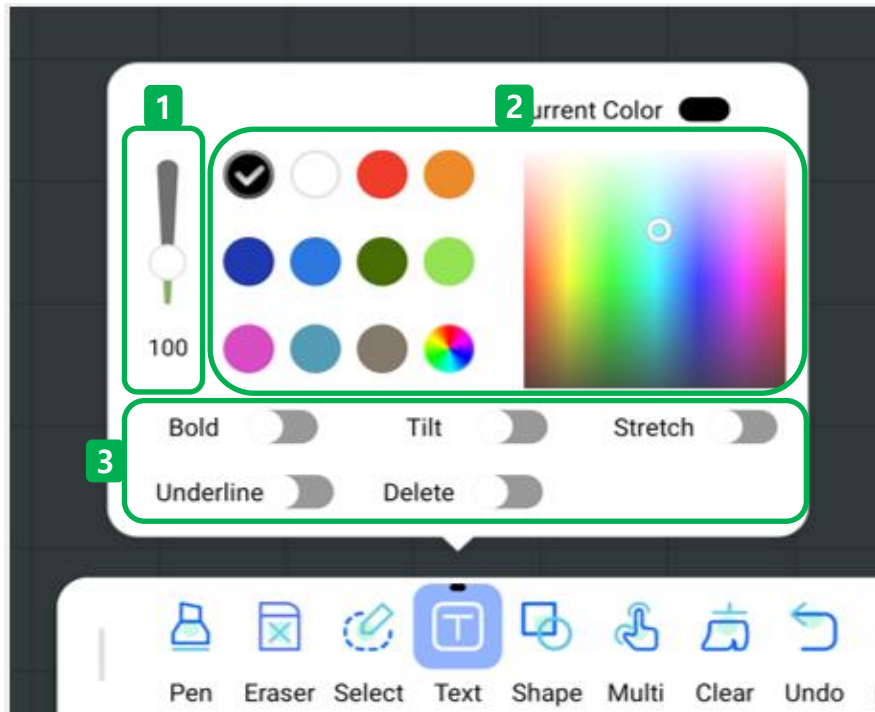 1
2 urrent Color
100
Bold Tilt Stretch
3
Underline Delete
Pen Eraser Select Text Shape Multi Clear Undo